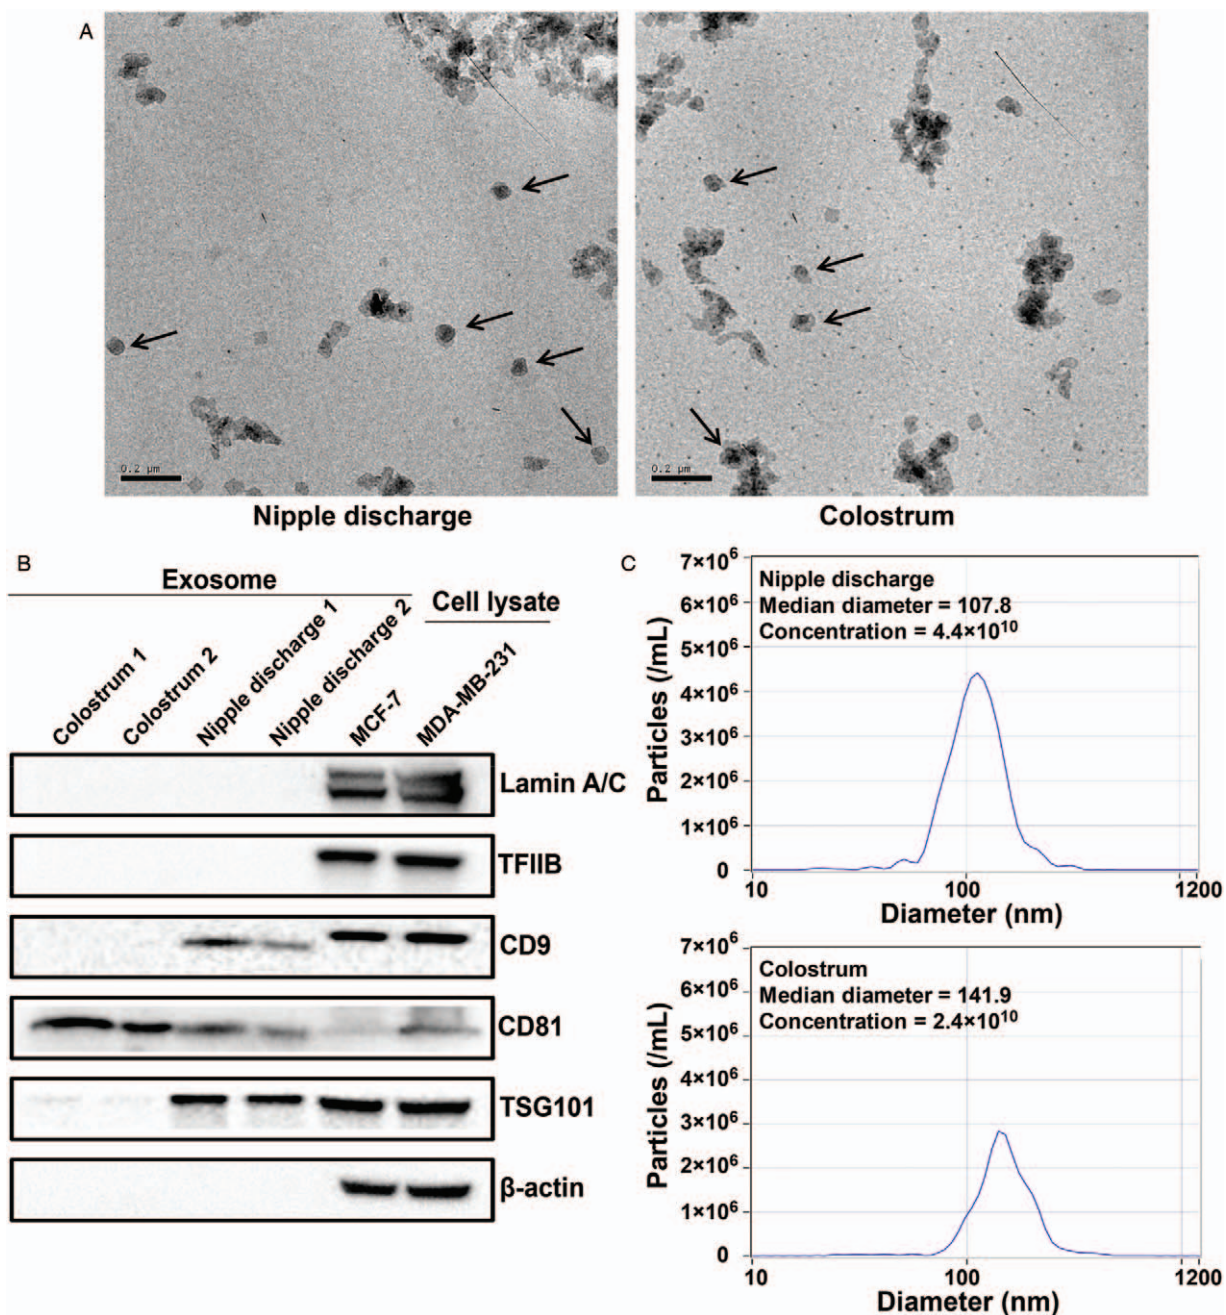 A
0.2 µm
0.2 µm
Nipple discharge
Colostrum
B
Exosome
Cell lysate
Colostrum 1
Colostrum 2
Nipple discharge 1
Nipple discharge 2
MCF-7
MDA-MB-231
Lamin A/C
TFIIB
CD9
CD81
TSG101
β-actin
C
Particles (/mL)
7×10⁶
6×10⁶
5×10⁶
4×10⁶
3×10⁶
2×10⁶
1×10⁶
0
Nipple discharge
Median diameter = 107.8
Concentration = 4.4×10¹⁰
10
100
1200
Diameter (nm)
Particles (/mL)
7×10⁶
6×10⁶
5×10⁶
4×10⁶
3×10⁶
2×10⁶
1×10⁶
0
Colostrum
Median diameter = 141.9
Concentration = 2.4×10¹⁰
10
100
1200
Diameter (nm)